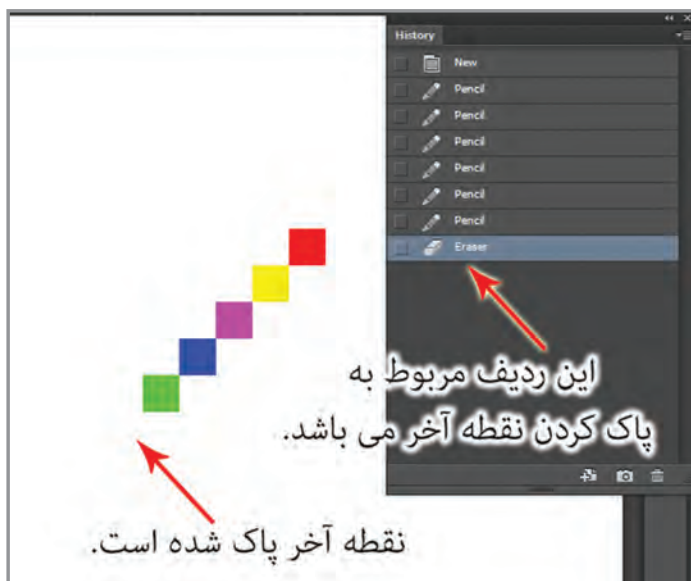 History
New
Pencil
Pencil
Pencil
Pencil
Pencil
Pencil
Eraser
این ردیف مربوط به
پاک کردن نقطه آخر می باشد.
نقطه آخر پاک شده است.